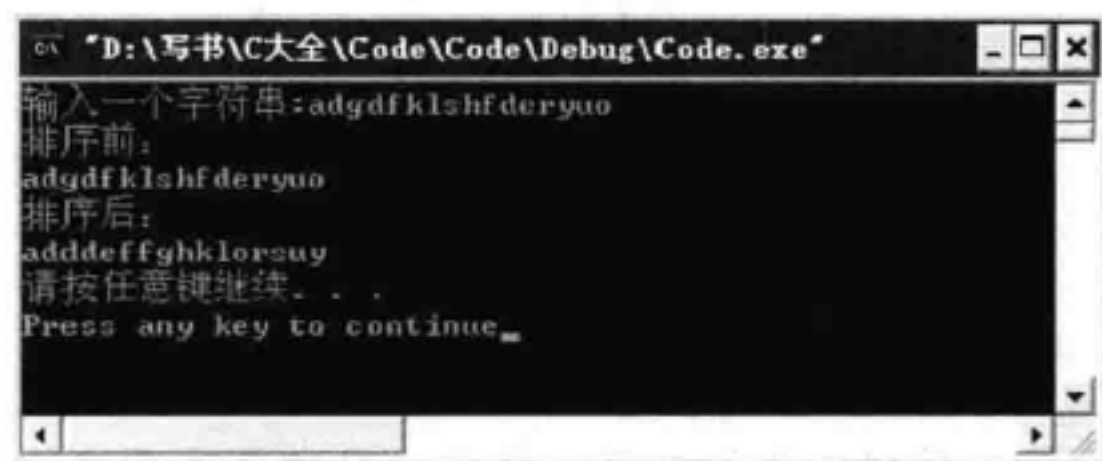 "D:\写书\C大全\Code\Code\Debug\Code.exe"
输入一个字符串:adgdfklshfderyuo
排序前:
adgdfklshfderyuo
排序后:
adddeffghklorsuy
请按任意键继续. . .
Press any key to continue